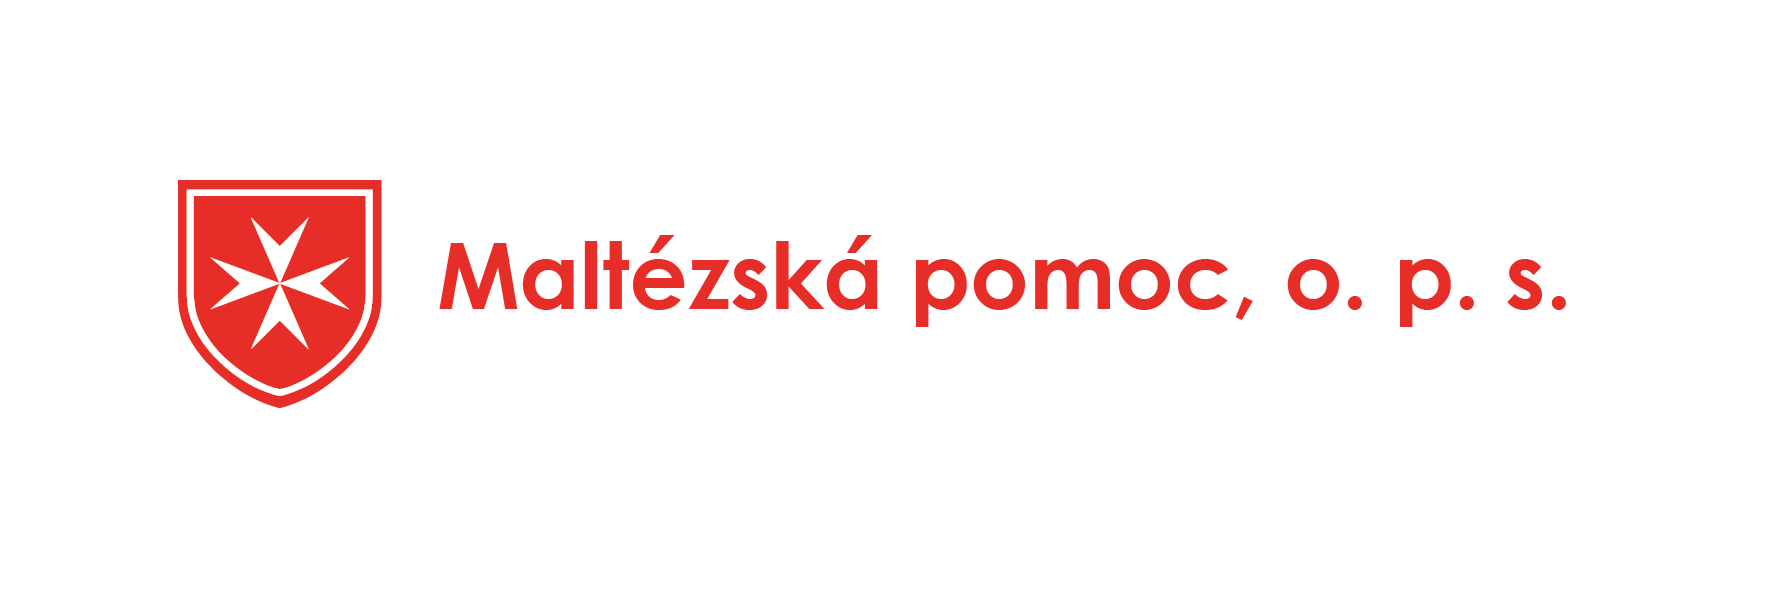 Maltézská pomoc, o. p. s.